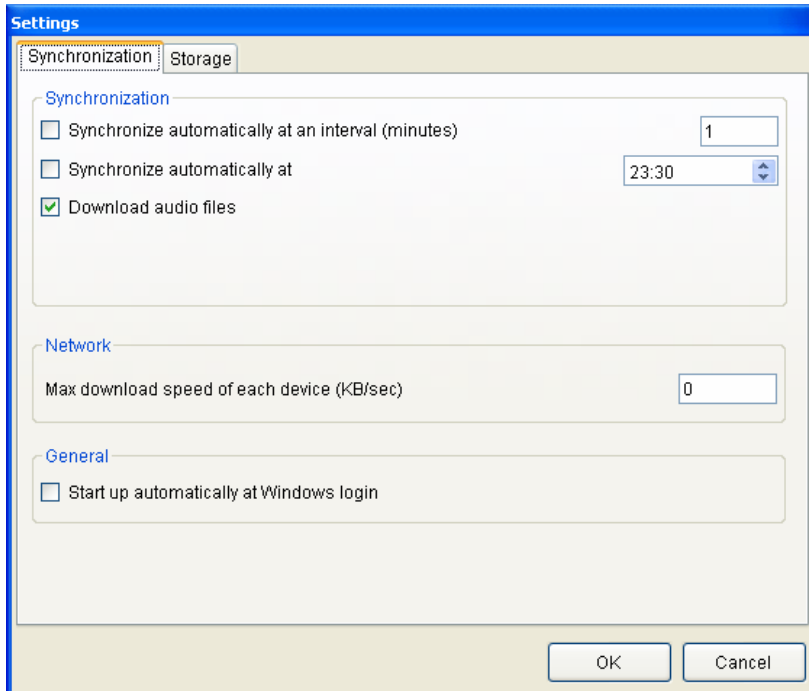 Settings
Synchronization Storage
Synchronization
Synchronize automatically at an interval (minutes) 1
Synchronize automatically at 23:30
Download audio files
Network
Max download speed of each device (KB/sec) 0
General
Start up automatically at Windows login
OK Cancel